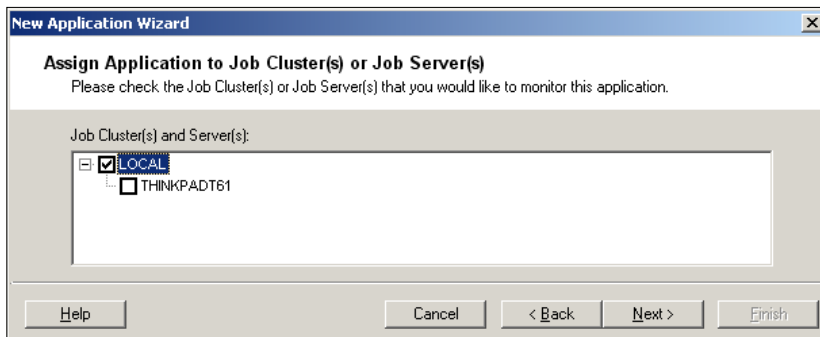 New Application Wizard
Assign Application to Job Cluster(s) or Job Server(s)
Please check the Job Cluster(s) or Job Server(s) that you would like to monitor this application.
Job Cluster(s) and Server(s):
LOCAL
THINKPADT61
Help Cancel < Back Next > Finish